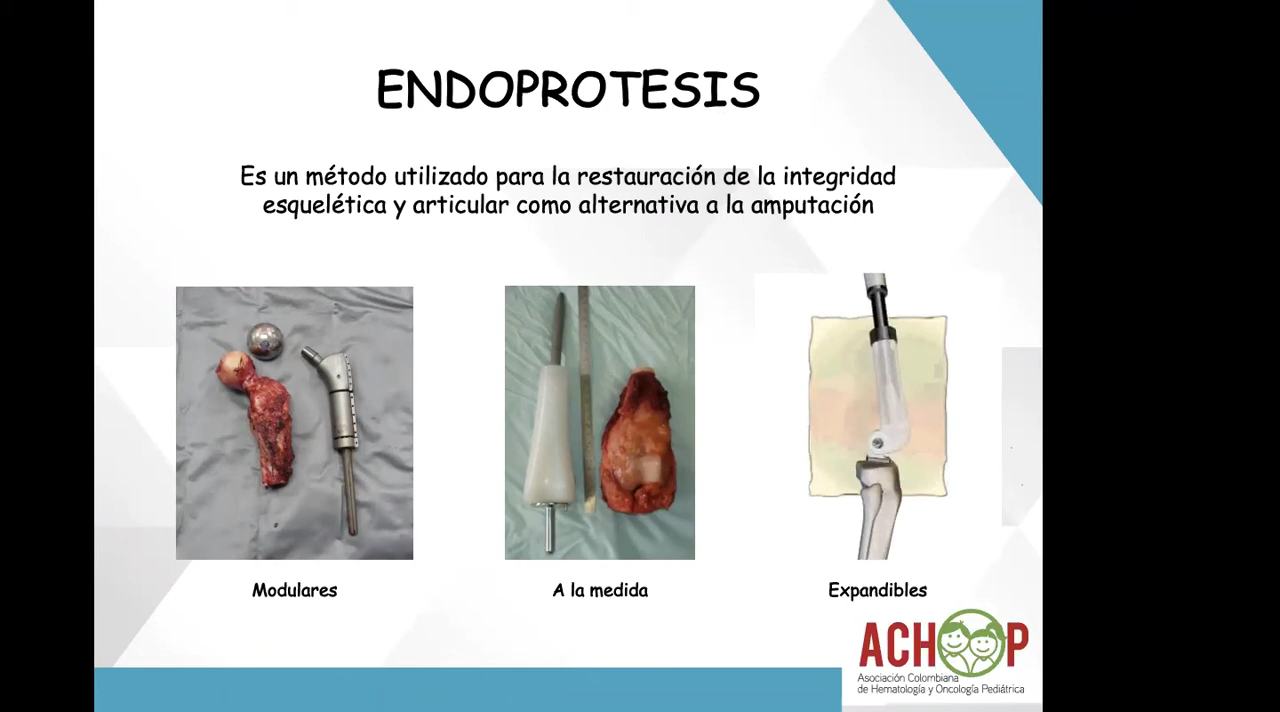 ENDOPROTESIS
Es un método utilizado para la restauración de la integridad
esquelética y articular como alternativa a la amputación
Modulares
A la medida
Expandibles
ACHOP
Asociación Colombiana
de Hematología y Oncología Pediátrica